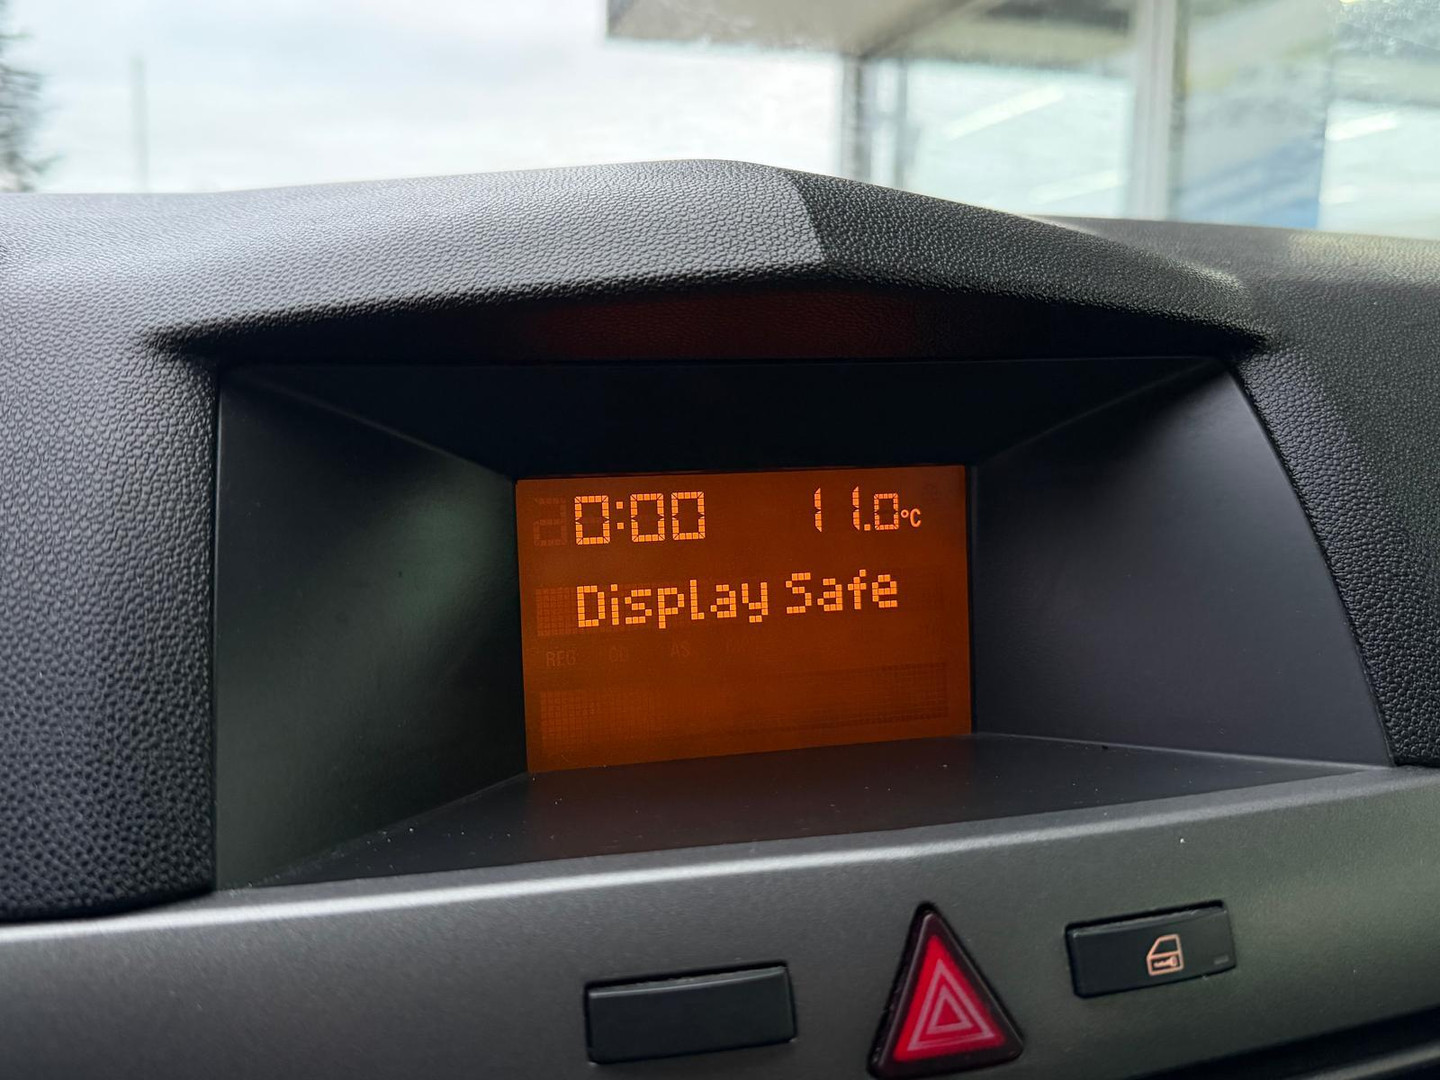 0:00 11.0°C
Display Safe
REG CD AS